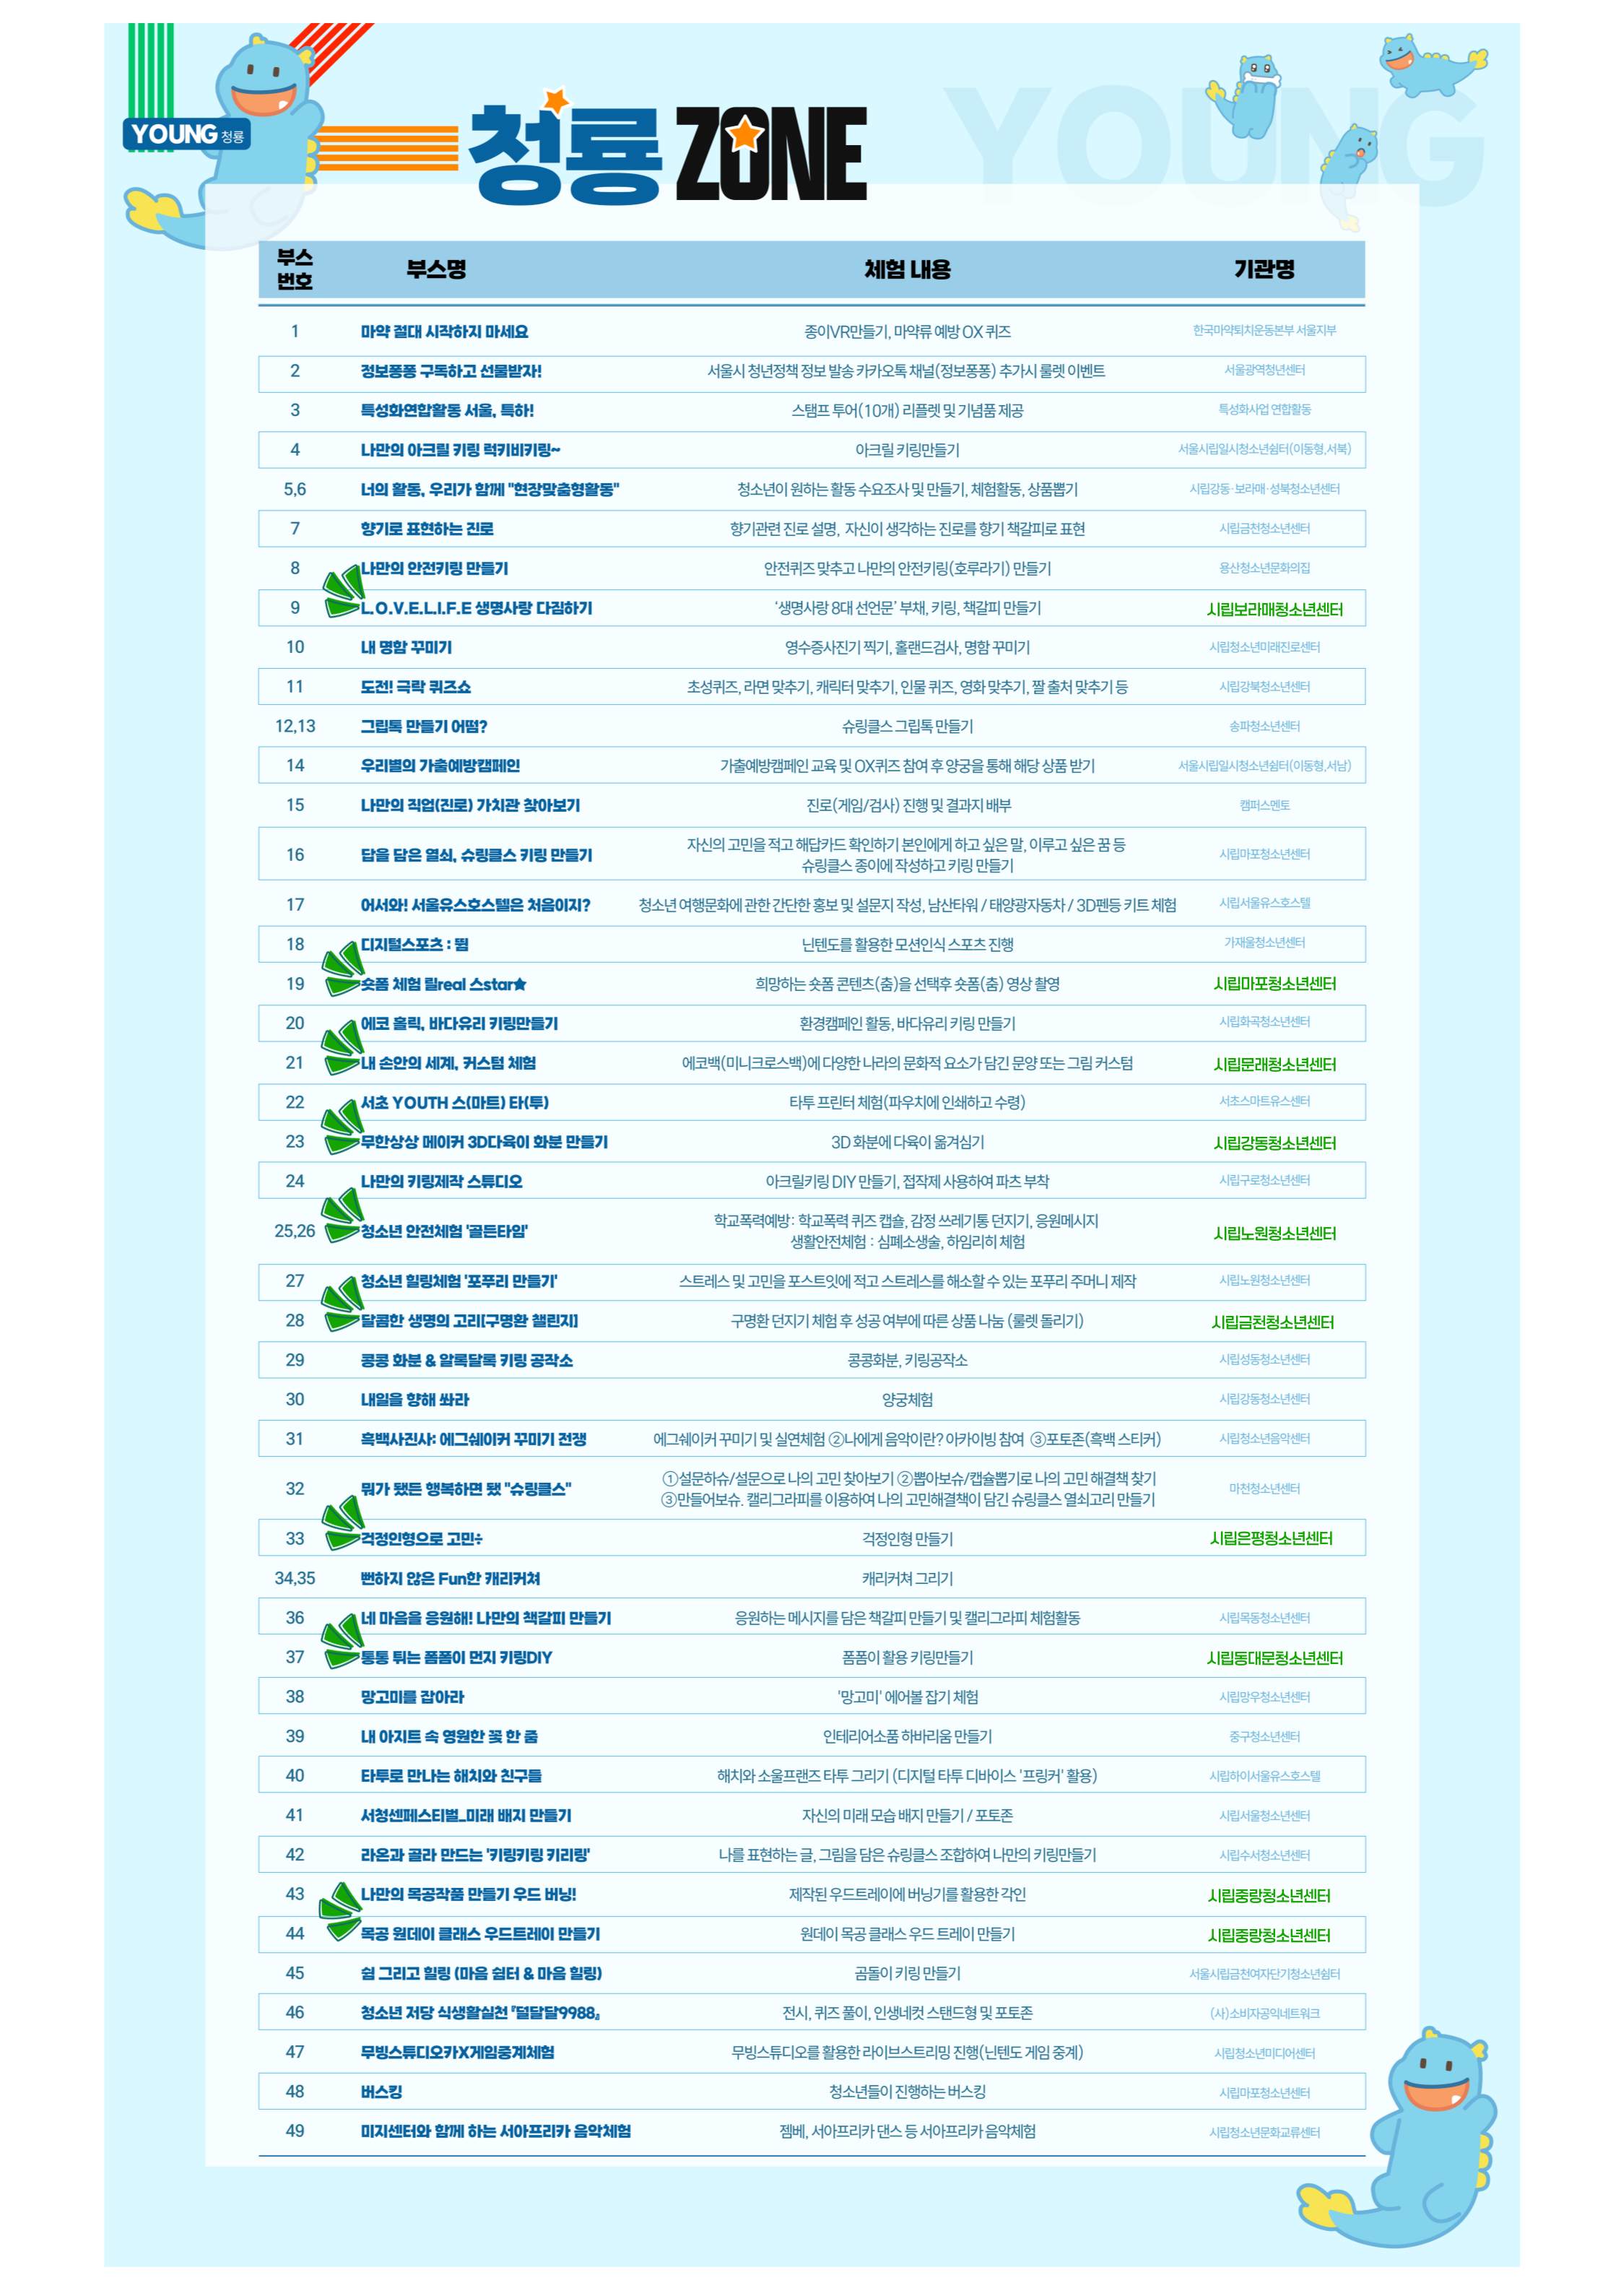 YOUNG 청룡
청룡 ZONE
YOUNG
부스 번호 부스명 체험 내용 기관명
1 마약 절대 시작하지 마세요 종이VR만들기, 마약류 예방 OX 퀴즈 한국마약퇴치운동본부 서울지부
2 정보퐁퐁 구독하고 선물받자! 서울시 청년정책 정보 발송 카카오톡 채널(정보퐁퐁) 추가시 룰렛 이벤트 서울광역청년센터
3 특성화연합활동 서울, 특하! 스탬프 투어(10개) 리플렛 및 기념품 제공 특성화사업 연합활동
4 나만의 아크릴 키링 럭키비키링~ 아크릴 키링만들기 서울시립일시청소년쉼터(이동형,서북)
5,6 너의 활동, 우리가 함께 "현장맞춤형활동" 청소년이 원하는 활동 수요조사 및 만들기, 체험활동, 상품뽑기 시립강동·보라매·성북청소년센터
7 향기로 표현하는 진로 향기관련 진로 설명, 자신이 생각하는 진로를 향기 책갈피로 표현 시립금천청소년센터
8 나만의 안전키링 만들기 안전퀴즈 맞추고 나만의 안전키링(호루라기) 만들기 용산청소년문화의집
9 L.O.V.E.L.I.F.E 생명사랑 다짐하기 ‘생명사랑 8대 선언문’ 부채, 키링, 책갈피 만들기 시립보라매청소년센터
10 내 명함 꾸미기 영수증사진기 찍기, 홀랜드검사, 명함 꾸미기 시립청소년미래진로센터
11 도전! 극락 퀴즈쇼 초성퀴즈, 라면 맞추기, 캐릭터 맞추기, 인물 퀴즈, 영화 맞추기, 짤 출처 맞추기 등 시립강북청소년센터
12,13 그립톡 만들기 어떰? 슈링클스 그립톡 만들기 송파청소년센터
14 우리별의 가출예방캠페인 가출예방캠페인 교육 및 OX퀴즈 참여 후 양궁을 통해 해당 상품 받기 서울시립일시청소년쉼터(이동형,서남)
15 나만의 직업(진로) 가치관 찾아보기 진로(게임/검사) 진행 및 결과지 배부 캠퍼스멘토
16 답을 담은 열쇠, 슈링클스 키링 만들기 자신의 고민을 적고 해답카드 확인하기 본인에게 하고 싶은 말, 이루고 싶은 꿈 등 시립마포청소년센터
슈링클스 종이에 작성하고 키링 만들기
17 어서와! 서울유스호스텔은 처음이지? 청소년 여행문화에 관한 간단한 홍보 및 설문지 작성, 남산타워 / 태양광자동차 / 3D펜등 키트 체험 시립서울유스호스텔
18 디지털스포츠 : 뜀 닌텐도를 활용한 모션인식 스포츠 진행 가재울청소년센터
19 숏폼 체험 릴real 스star★ 희망하는 숏폼 콘텐츠(춤)을 선택후 숏폼(춤) 영상 촬영 시립마포청소년센터
20 에코 홀릭, 바다유리 키링만들기 환경캠페인 활동, 바다유리 키링 만들기 시립화곡청소년센터
21 내 손안의 세계, 커스텀 체험 에코백(미니크로스백)에 다양한 나라의 문화적 요소가 담긴 문양 또는 그림 커스텀 시립문래청소년센터
22 서초 YOUTH 스(마트) 타(투) 타투 프린터 체험(파우치에 인쇄하고 수령) 서초스마트유스센터
23 무한상상 메이커 3D다육이 화분 만들기 3D 화분에 다육이 옮겨심기 시립강동청소년센터
24 나만의 키링제작 스튜디오 아크릴키링 DIY 만들기, 접작제 사용하여 파츠 부착 시립구로청소년센터
25,26 청소년 안전체험 '골든타임' 학교폭력예방 : 학교폭력 퀴즈 캡슐, 감정 쓰레기통 던지기, 응원메시지 시립노원청소년센터
생활안전체험 : 심폐소생술, 하임리히 체험
27 청소년 힐링체험 '포푸리 만들기' 스트레스 및 고민을 포스트잇에 적고 스트레스를 해소할 수 있는 포푸리 주머니 제작 시립노원청소년센터
28 달콤한 생명의 고리[구명환 챌린지] 구명환 던지기 체험 후 성공 여부에 따른 상품 나눔 (룰렛 돌리기) 시립금천청소년센터
29 콩콩 화분 & 알록달록 키링 공작소 콩콩화분, 키링공작소 시립성동청소년센터
30 내일을 향해 쏴라 양궁체험 시립강동청소년센터
31 흑백사진사: 에그쉐이커 꾸미기 전쟁 에그쉐이커 꾸미기 및 실연체험 ②나에게 음악이란? 아카이빙 참여 ③포토존(흑백 스티커) 시립청소년음악센터
32 뭐가 됐든 행복하면 됐 "슈링클스" ①설문하슈/설문으로 나의 고민 찾아보기 ②뽑아보슈/캡슐뽑기로 나의 고민 해결책 찾기 마천청소년센터
③만들어보슈. 캘리그라피를 이용하여 나의 고민해결책이 담긴 슈링클스 열쇠고리 만들기
33 걱정인형으로 고민÷ 걱정인형 만들기 시립은평청소년센터
34,35 뻔하지 않은 Fun한 캐리커쳐 캐리커쳐 그리기
36 네 마음을 응원해! 나만의 책갈피 만들기 응원하는 메시지를 담은 책갈피 만들기 및 캘리그라피 체험활동 시립목동청소년센터
37 통통 튀는 폼폼이 먼지 키링DIY 폼폼이 활용 키링만들기 시립동대문청소년센터
38 망고미를 잡아라 '망고미' 에어볼 잡기 체험 시립망우청소년센터
39 내 아지트 속 영원한 꽃 한 줌 인테리어소품 하바리움 만들기 중구청소년센터
40 타투로 만나는 해치와 친구들 해치와 소울프랜즈 타투 그리기 (디지털 타투 디바이스 '프링커' 활용) 시립하이서울유스호스텔
41 서청센페스티벌_미래 배지 만들기 자신의 미래 모습 배지 만들기 / 포토존 시립서울청소년센터
42 라온과 골라 만드는 '키링키링 키리링' 나를 표현하는 글, 그림을 담은 슈링클스 조합하여 나만의 키링만들기 시립수서청소년센터
43 나만의 목공작품 만들기 우드 버닝! 제작된 우드트레이에 버닝기를 활용한 각인 시립중랑청소년센터
44 목공 원데이 클래스 우드트레이 만들기 원데이 목공 클래스 우드 트레이 만들기 시립중랑청소년센터
45 쉼 그리고 힐링 (마음 쉼터 & 마음 힐링) 곰돌이 키링 만들기 서울시립금천여자단기청소년쉼터
46 청소년 저당 식생활실천 『덜달달9988』 전시, 퀴즈 풀이, 인생네컷 스탠드형 및 포토존 (사)소비자공익네트워크
47 무빙스튜디오카X게임중계체험 무빙스튜디오를 활용한 라이브스트리밍 진행(닌텐도 게임 중계) 시립청소년미디어센터
48 버스킹 청소년들이 진행하는 버스킹 시립마포청소년센터
49 미지센터와 함께 하는 서아프리카 음악체험 젬베, 서아프리카 댄스 등 서아프리카 음악체험 시립청소년문화교류센터